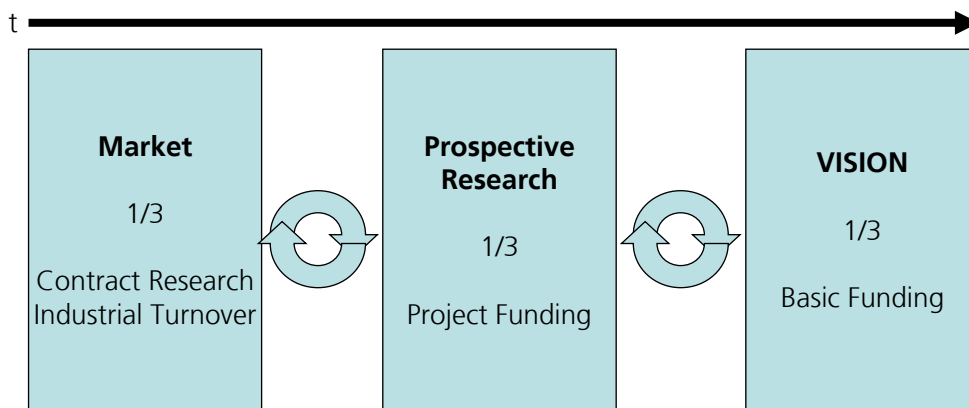 t
Market
1/3
Contract Research
Industrial Turnover
Prospective
Research
1/3
Project Funding
VISION
1/3
Basic Funding